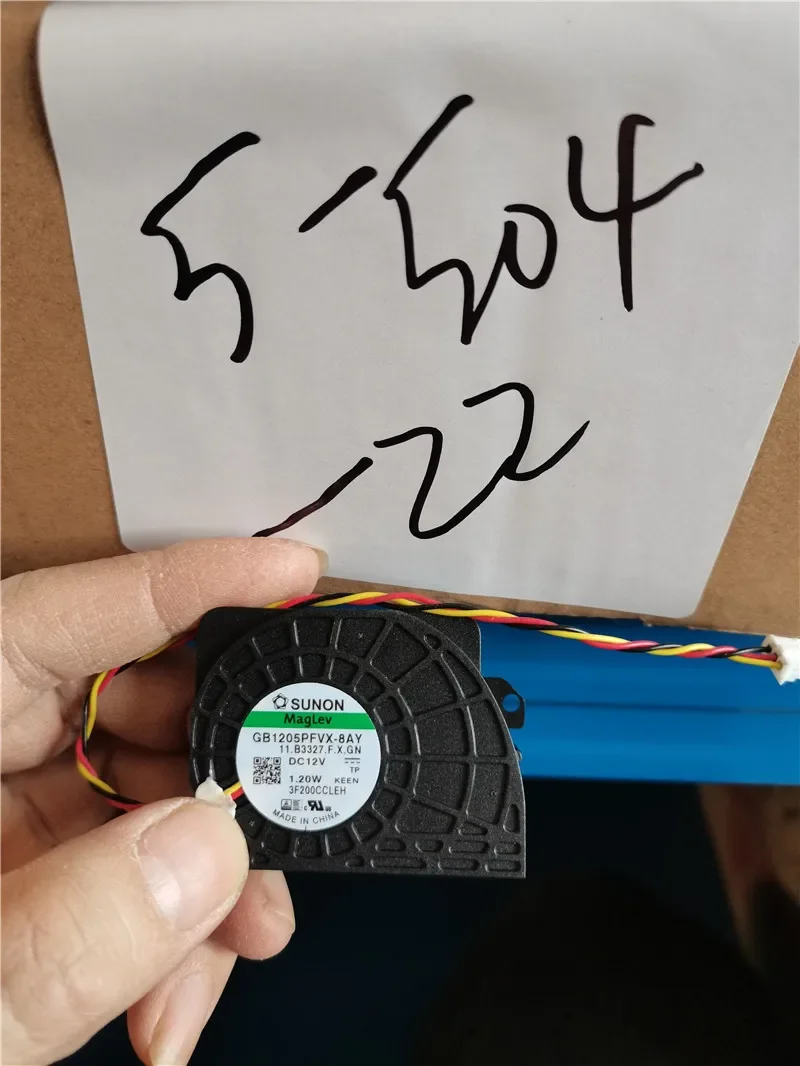 5-504
-22
SUNON
MagLev
GB1205PFVX-8AY
11.B3327.F.X.GN
DC12V
TP
1.20W KEEN
3F200CCLEH
MADE IN CHINA